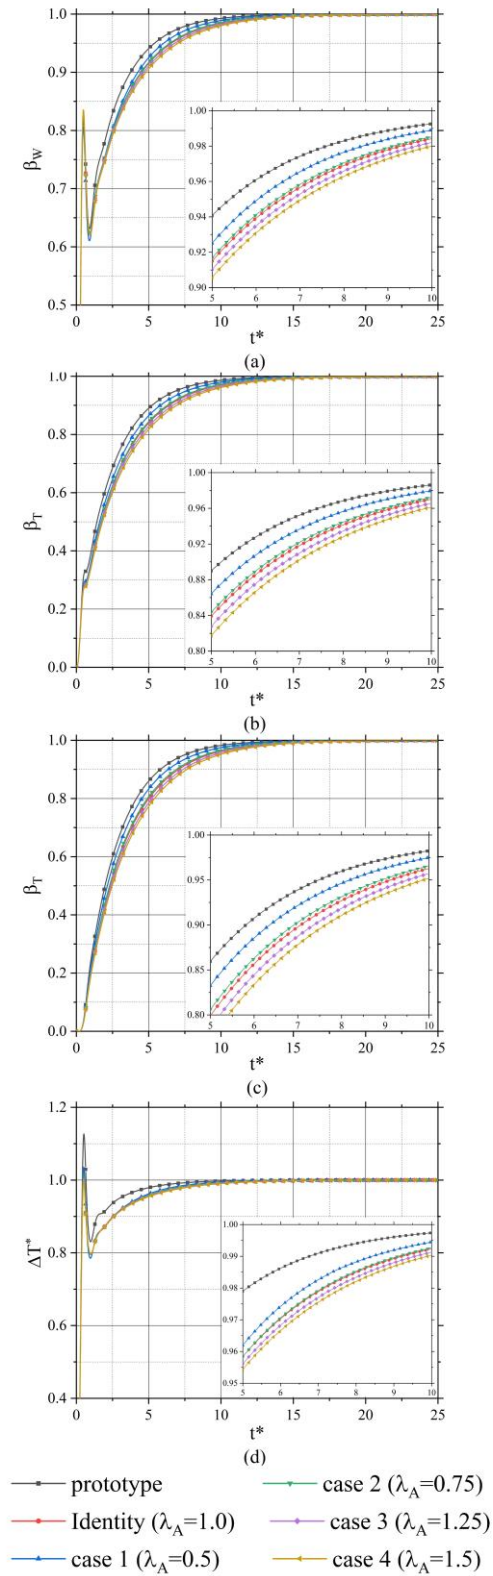 1.0
0.9
0.8
0.7
0.6
0.5
β_W
1.00
0.98
0.96
0.94
0.92
0.90
5 6 7 8 9 10
0 5 10 15 20 25
t*
(a)
1.0
0.8
0.6
0.4
0.2
0.0
β_T
1.00
0.96
0.92
0.88
0.84
0.80
5 6 7 8 9 10
0 5 10 15 20 25
t*
(b)
1.0
0.8
0.6
0.4
0.2
0.0
β_T
1.00
0.95
0.90
0.85
0.80
5 6 7 8 9 10
0 5 10 15 20 25
t*
(c)
1.2
1.0
0.8
0.6
0.4
ΔT*
1.00
0.99
0.98
0.97
0.96
0.95
5 6 7 8 9 10
0 5 10 15 20 25
t*
(d)
prototype case 2 (λ_A=0.75)
Identity (λ_A=1.0) case 3 (λ_A=1.25)
case 1 (λ_A=0.5) case 4 (λ_A=1.5)